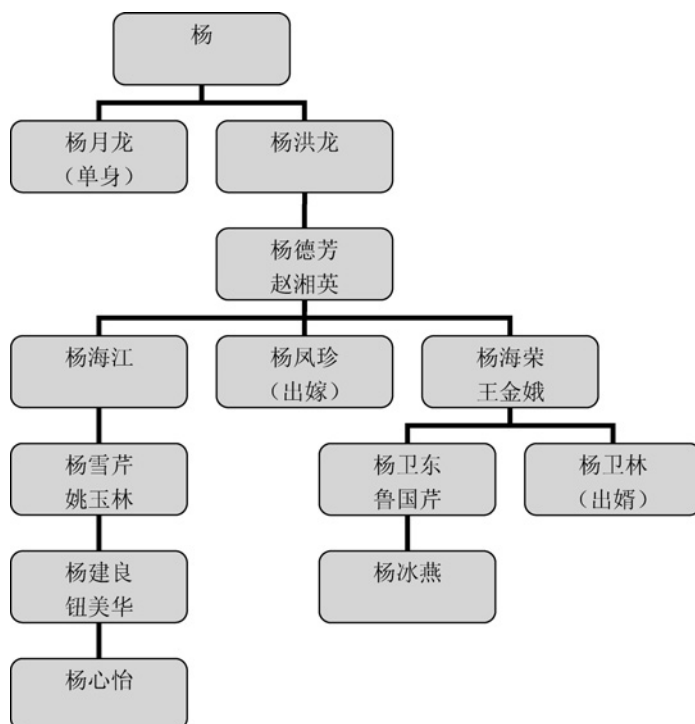 杨
杨月龙
（单身）
杨洪龙
杨德芳
赵湘英
杨海江
杨凤珍
（出嫁）
杨海荣
王金娥
杨雪芹
姚玉林
杨卫东
鲁国芹
杨卫林
（出婿）
杨建良
钮美华
杨冰燕
杨心怡